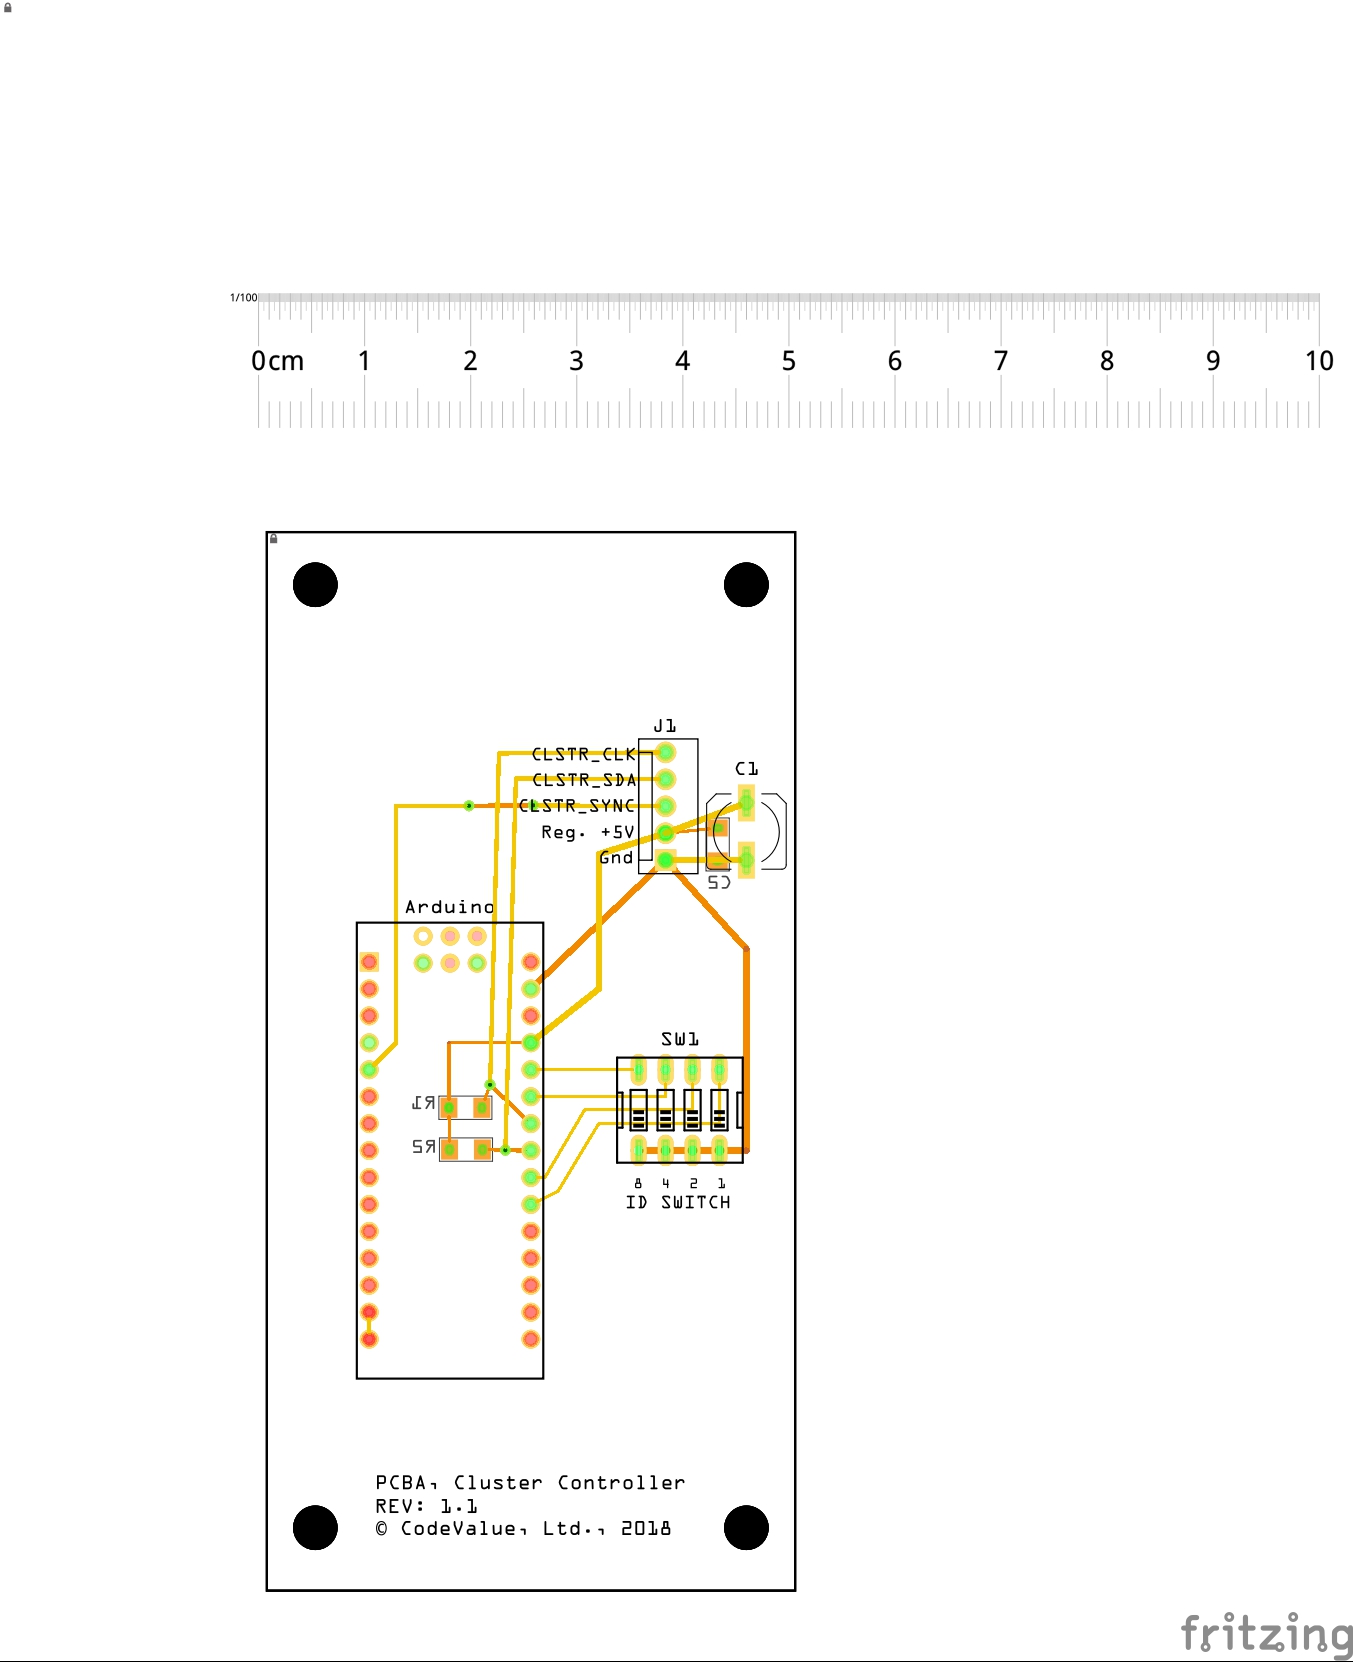 1/100
0cm 1 2 3 4 5 6 7 8 9 10
J1
CLSTR_CLK
C1
CLSTR_SDA
CLSTR_SYNC
Reg. +5V
Gnd
C2
Arduino
SW1
R1
R2
8 4 2 1
ID SWITCH
PCBA, Cluster Controller
REV: 1.1
© CodeValue, Ltd., 2018
fritzing